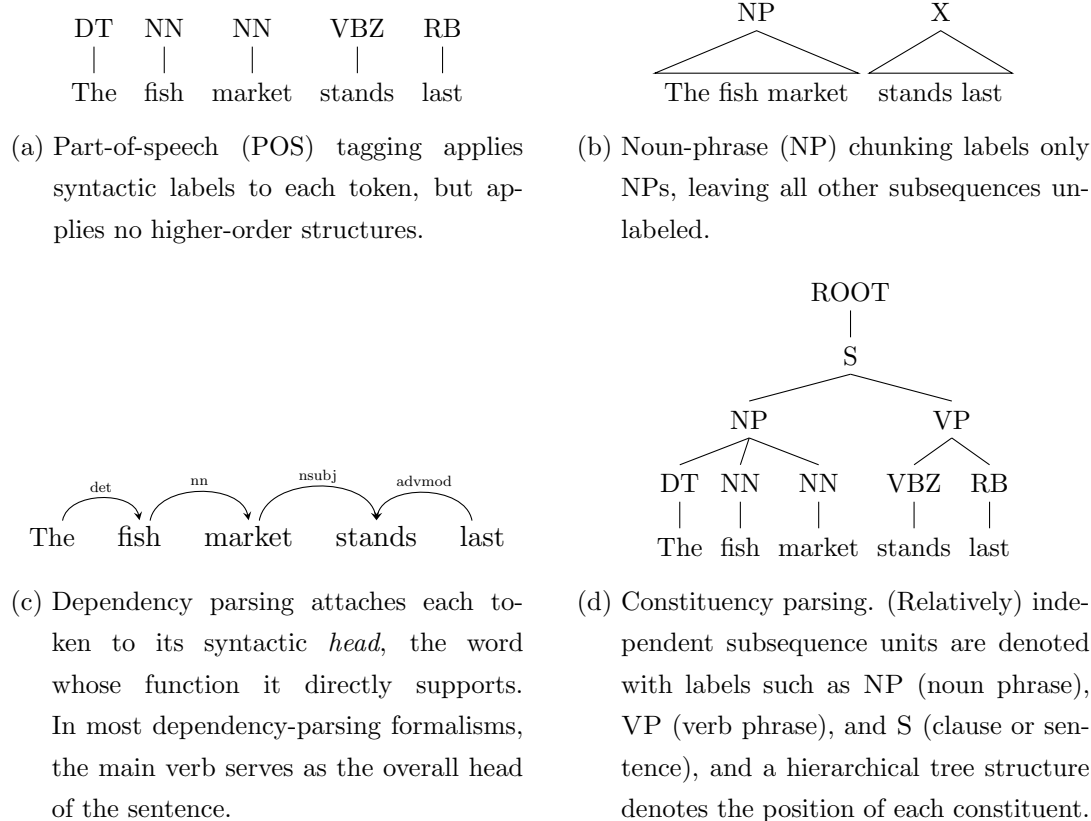 DT NN NN VBZ RB
The fish market stands last
(a) Part-of-speech (POS) tagging applies
syntactic labels to each token, but ap-
plies no higher-order structures.
NP X
The fish market stands last
(b) Noun-phrase (NP) chunking labels only
NPs, leaving all other subsequences un-
labeled.
det nn nsubj advmod
The fish market stands last
(c) Dependency parsing attaches each to-
ken to its syntactic head, the word
whose function it directly supports.
In most dependency-parsing formalisms,
the main verb serves as the overall head
of the sentence.
ROOT
S
NP VP
DT NN NN VBZ RB
The fish market stands last
(d) Constituency parsing. (Relatively) inde-
pendent subsequence units are denoted
with labels such as NP (noun phrase),
VP (verb phrase), and S (clause or sen-
tence), and a hierarchical tree structure
denotes the position of each constituent.